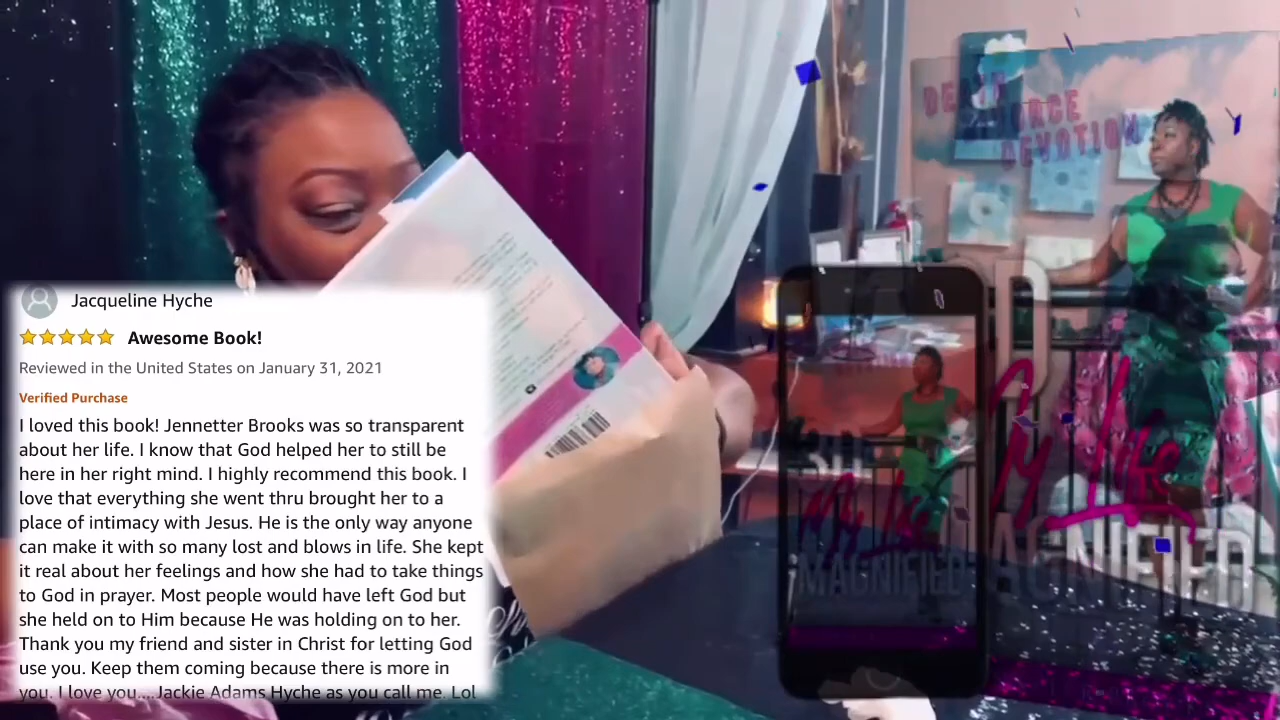 Jacqueline Hyche
Awesome Book!
Reviewed in the United States on January 31, 2021
Verified Purchase
I loved this book! Jennetter Brooks was so transparent
about her life. I know that God helped her to still be
here in her right mind. I highly recommend this book. I
love that everything she went thru brought her to a
place of intimacy with Jesus. He is the only way anyone
can make it with so many lost and blows in life. She kept
it real about her feelings and how she had to take things
to God in prayer. Most people would have left God but
she held on to Him because He was holding on to her.
Thank you my friend and sister in Christ for letting God
use you. Keep them coming because there is more in
you. I love you....Jackie Adams Hyche as you call me. Lol
DEVOTION
My Life
MAGNIFIED
My Life
MAGNIFIED